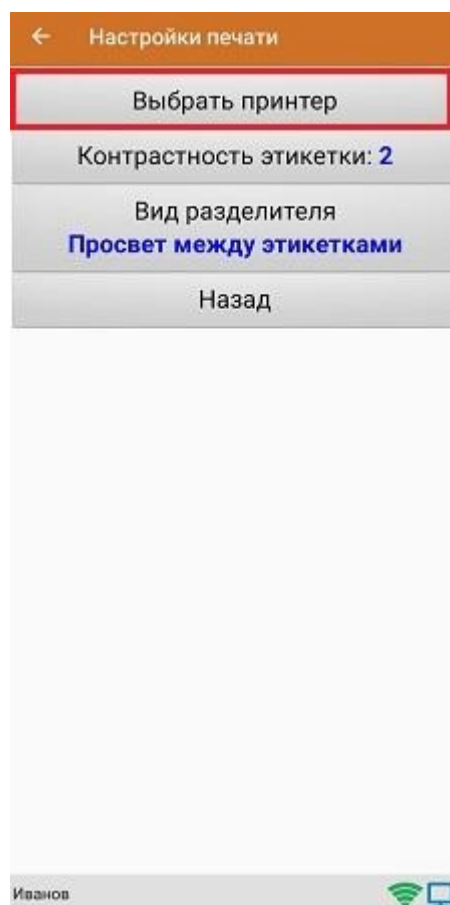 Настройки печати
Выбрать принтер
Контрастность этикетки: 2
Вид разделителя
Просвет между этикетками
Назад
Иванов